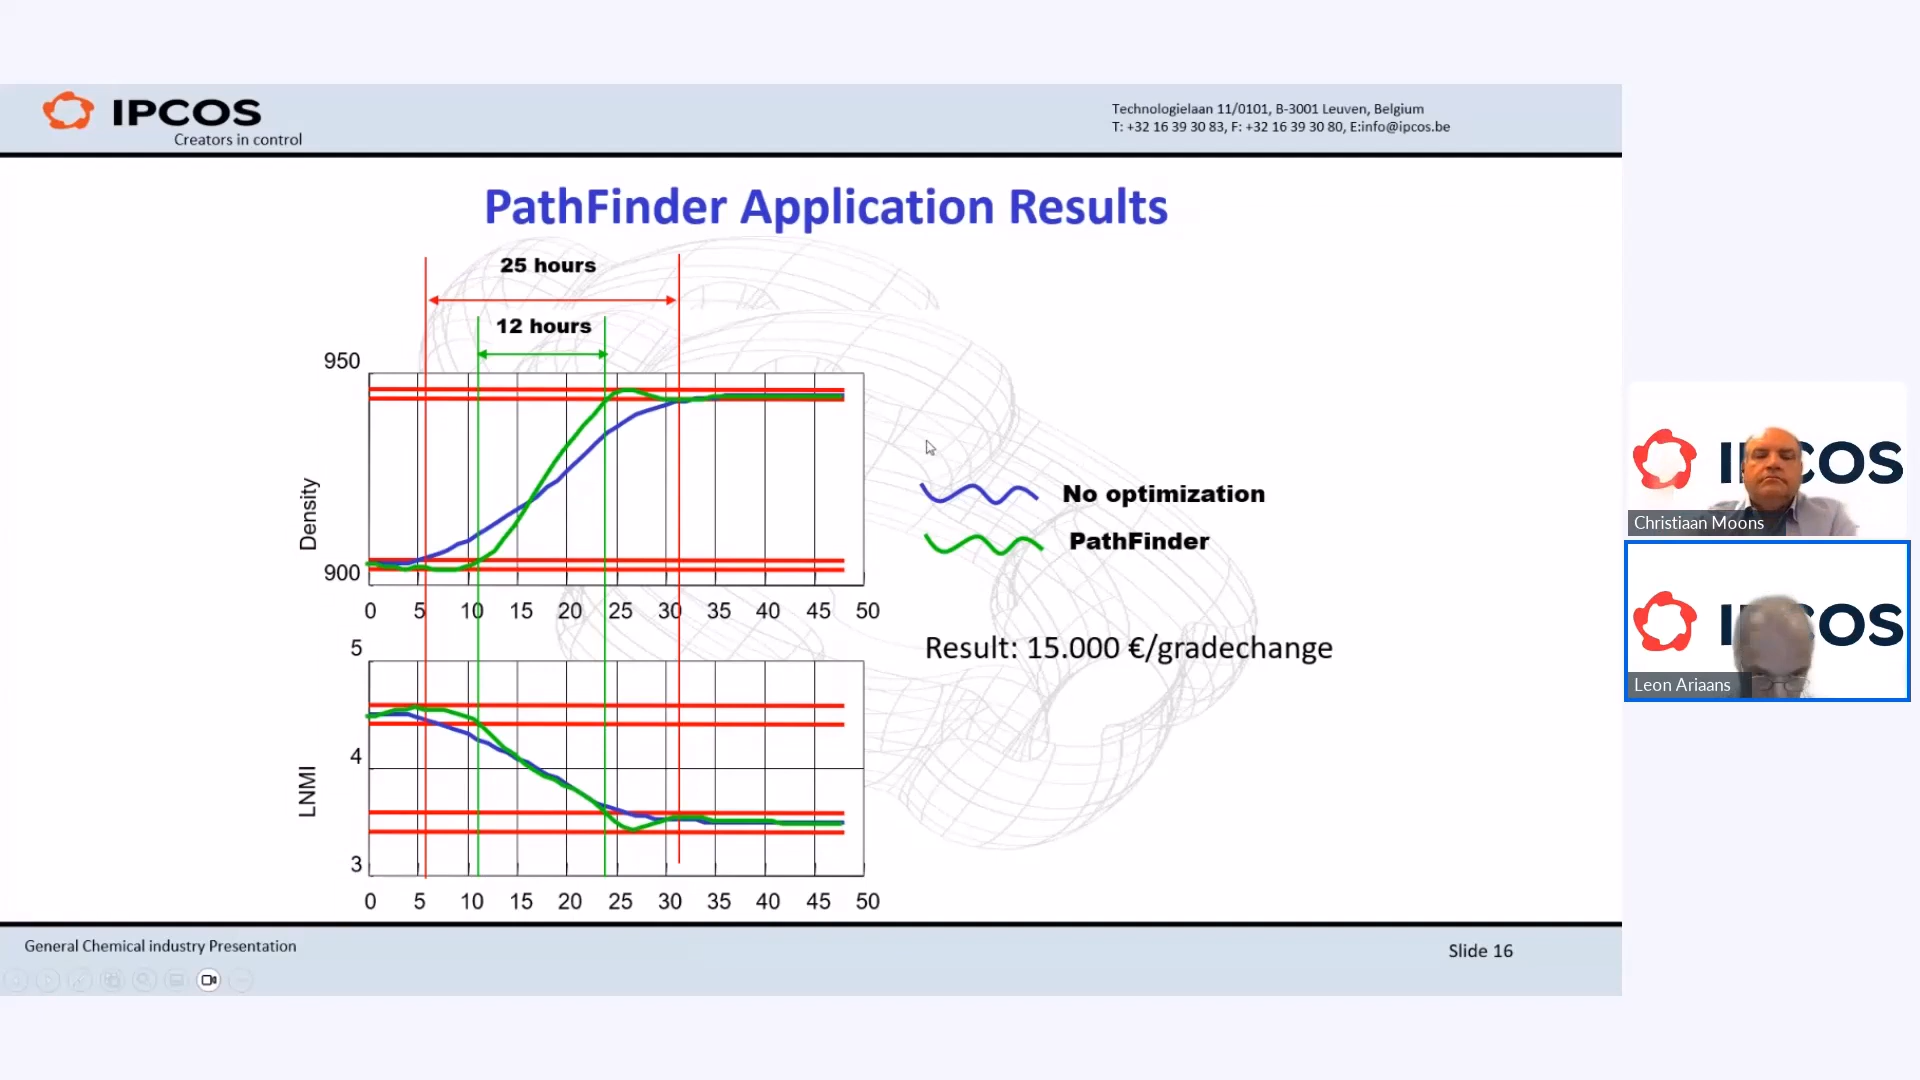 IPCOS
Creators in control
Technologielaan 11/0101, B-3001 Leuven, Belgium
T: +32 16 39 30 83, F: +32 16 39 30 80, E:info@ipcos.be
PathFinder Application Results
25 hours
12 hours
950
Density
900
0 5 10 15 20 25 30 35 40 45 50
5
4
LNMI
3
0 5 10 15 20 25 30 35 40 45 50
No optimization
PathFinder
Result: 15.000 €/gradechange
General Chemical industry Presentation
Slide 16
COS
Christiaan Moons
COS
Leon Ariaans